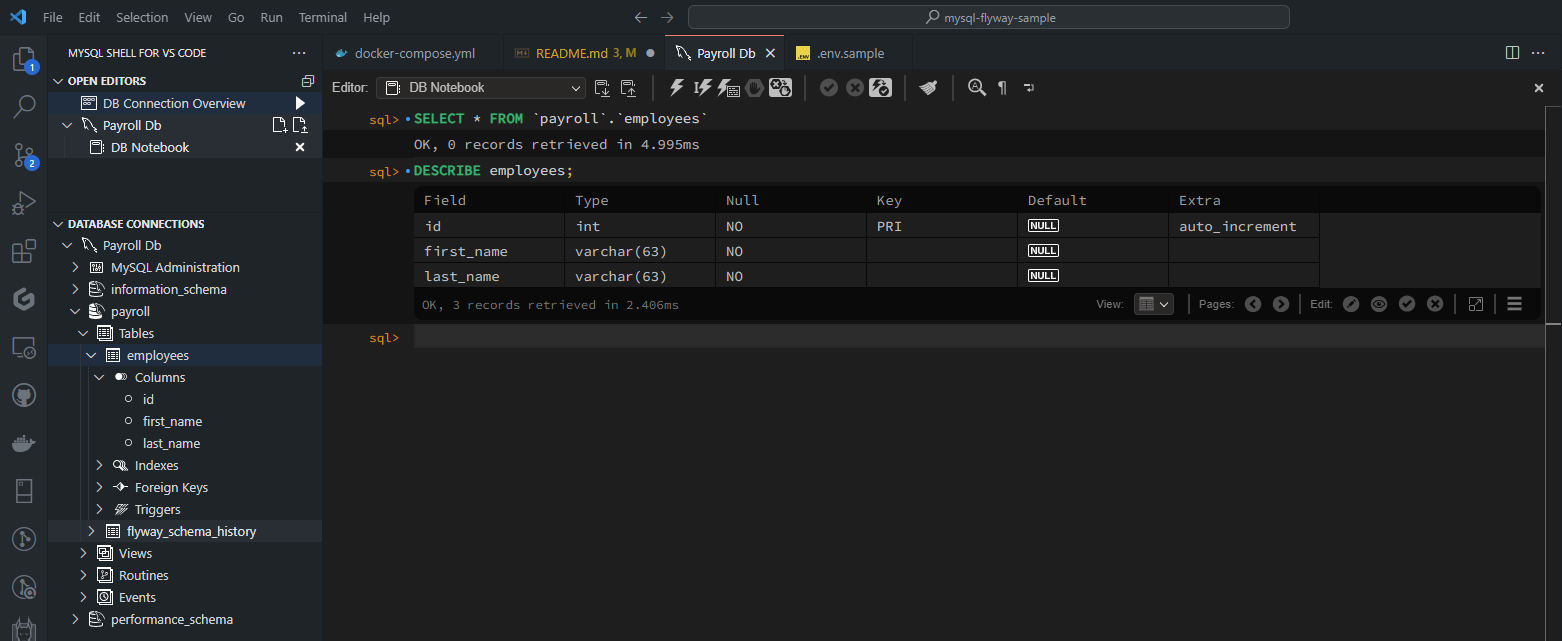 File Edit Selection View Go Run Terminal Help
mysql-flyway-sample
MYSQL SHELL FOR VS CODE
docker-compose.yml
README.md 3, M
Payroll Db
.env.sample
1
2
OPEN EDITORS
DB Connection Overview
Payroll Db
DB Notebook
Editor: DB Notebook
sql> SELECT * FROM `payroll`.`employees`
OK, 0 records retrieved in 4.995ms
sql> DESCRIBE employees;
Field Type Null Key Default Extra
id int NO PRI NULL auto_increment
first_name varchar(63) NO NULL
last_name varchar(63) NO NULL
OK, 3 records retrieved in 2.406ms
View: Pages: Edit:
sql>
DATABASE CONNECTIONS
Payroll Db
MySQL Administration
information_schema
payroll
Tables
employees
Columns
id
first_name
last_name
Indexes
Foreign Keys
Triggers
flyway_schema_history
Views
Routines
Events
performance_schema